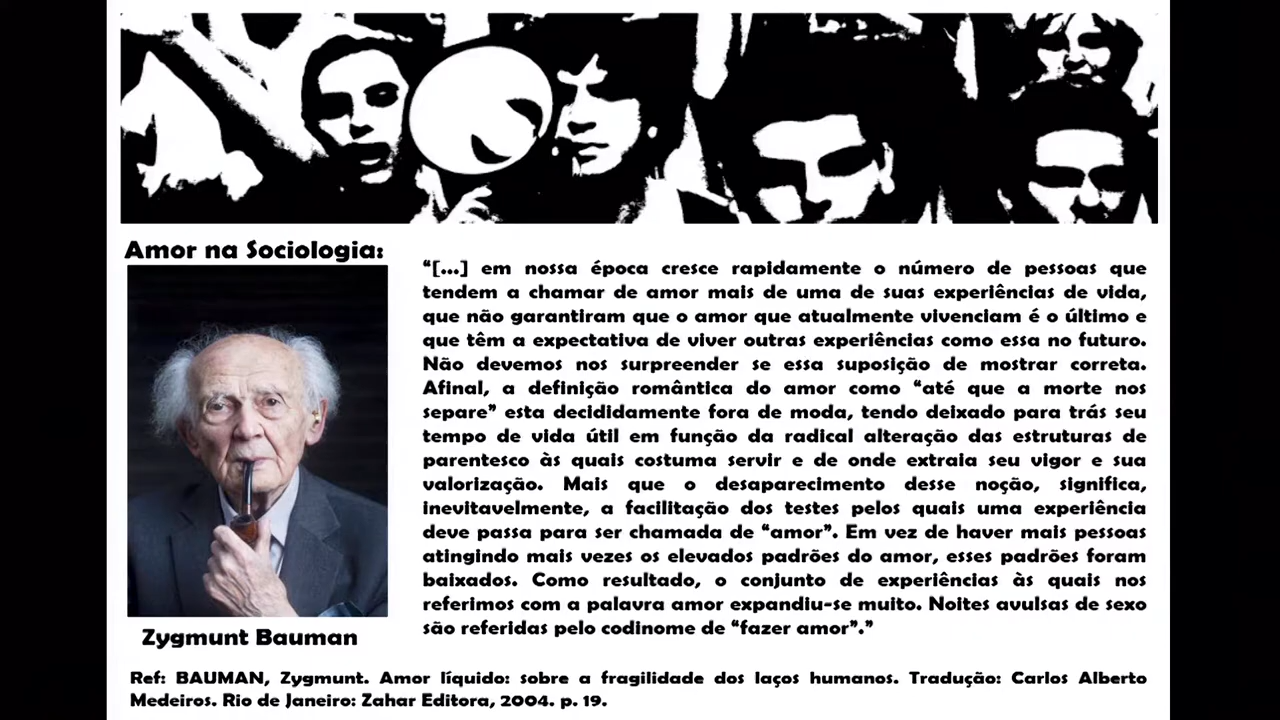 Amor na Sociologia:
“[...] em nossa época cresce rapidamente o número de pessoas que
tendem a chamar de amor mais de uma de suas experiências de vida,
que não garantiram que o amor que atualmente vivenciam é o último e
que têm a expectativa de viver outras experiências como essa no futuro.
Não devemos nos surpreender se essa suposição de mostrar correta.
Afinal, a definição romântica do amor como “até que a morte nos
separe” esta decididamente fora de moda, tendo deixado para trás seu
tempo de vida útil em função da radical alteração das estruturas de
parentesco às quais costuma servir e de onde extraia seu vigor e sua
valorização. Mais que o desaparecimento desse noção, significa,
inevitavelmente, a facilitação dos testes pelos quais uma experiência
deve passa para ser chamada de “amor”. Em vez de haver mais pessoas
atingindo mais vezes os elevados padrões do amor, esses padrões foram
baixados. Como resultado, o conjunto de experiências às quais nos
referimos com a palavra amor expandiu-se muito. Noites avulsas de sexo
são referidas pelo codinome de “fazer amor”.”
Zygmunt Bauman
Ref: BAUMAN, Zygmunt. Amor líquido: sobre a fragilidade dos laços humanos. Tradução: Carlos Alberto
Medeiros. Rio de Janeiro: Zahar Editora, 2004. p. 19.